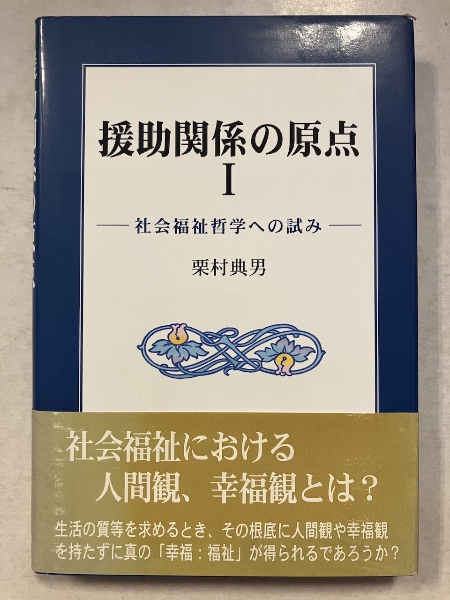 援助関係の原点
I
社会福祉哲学への試み
栗村典男
社会福祉における
人間観、幸福観とは?
生活の質等を求めるとき、その根底に人間観や幸福観
を持たずに真の「幸福:福祉」が得られるであろうか?